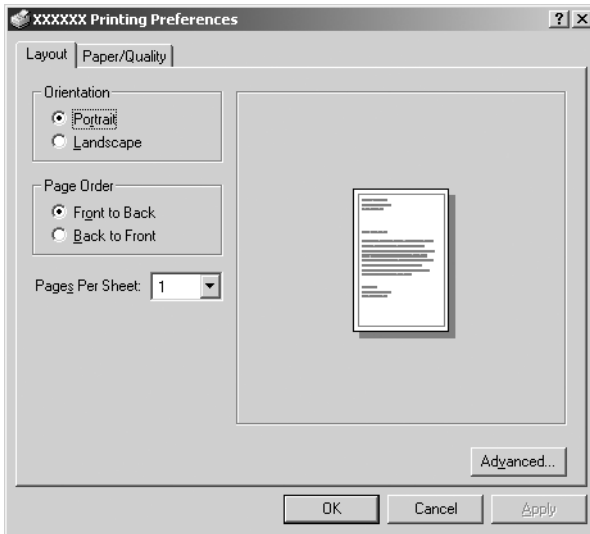 XXXXXX Printing Preferences
Layout
Paper/Quality
Orientation
Portrait
Landscape
Page Order
Front to Back
Back to Front
Pages Per Sheet: 1
Advanced...
OK
Cancel
Apply